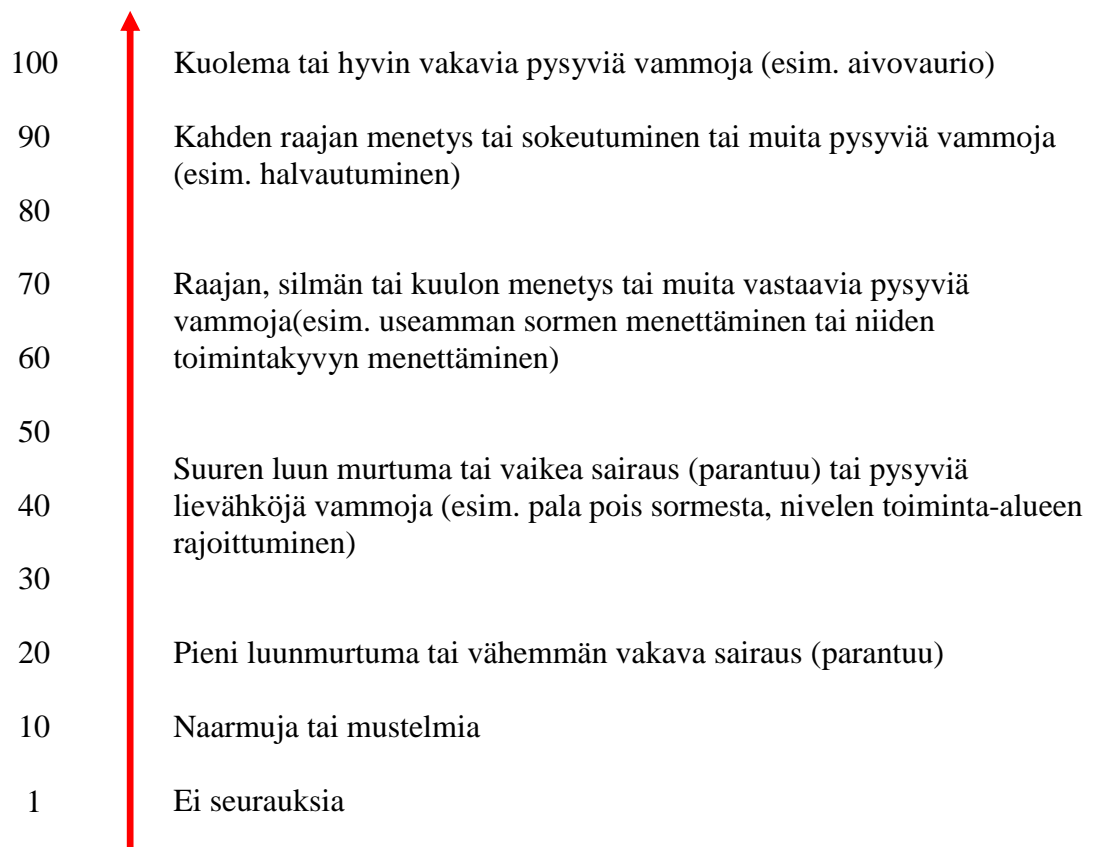 100 Kuolema tai hyvin vakavia pysyviä vammoja (esim. aivovaurio)
90 Kahden raajan menetys tai sokeutuminen tai muita pysyviä vammoja
(esim. halvautuminen)
80
70 Raajan, silmän tai kuulon menetys tai muita vastaavia pysyviä
vammoja(esim. useamman sormen menettäminen tai niiden
60 toimintakyvyn menettäminen)
50
Suuren luun murtuma tai vaikea sairaus (parantuu) tai pysyviä
40 lievähköjä vammoja (esim. pala pois sormesta, nivelen toiminta-alueen
rajoittuminen)
30
20 Pieni luunmurtuma tai vähemmän vakava sairaus (parantuu)
10 Naarmuja tai mustelmia
1 Ei seurauksia